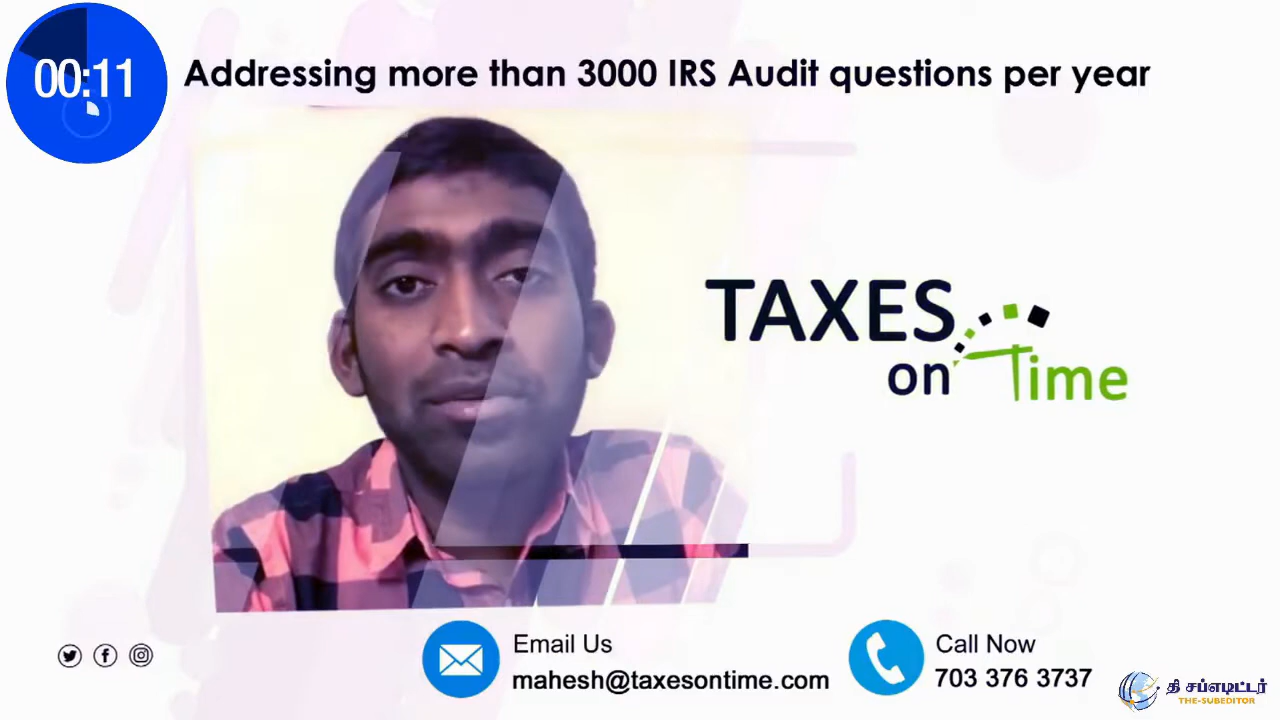 00:11
Addressing more than 3000 IRS Audit questions per year
TAXES
on Time
Email Us
mahesh@taxesontime.com
Call Now
703 376 3737
தி சப்எடிட்டர்
THE-SUBEDITOR